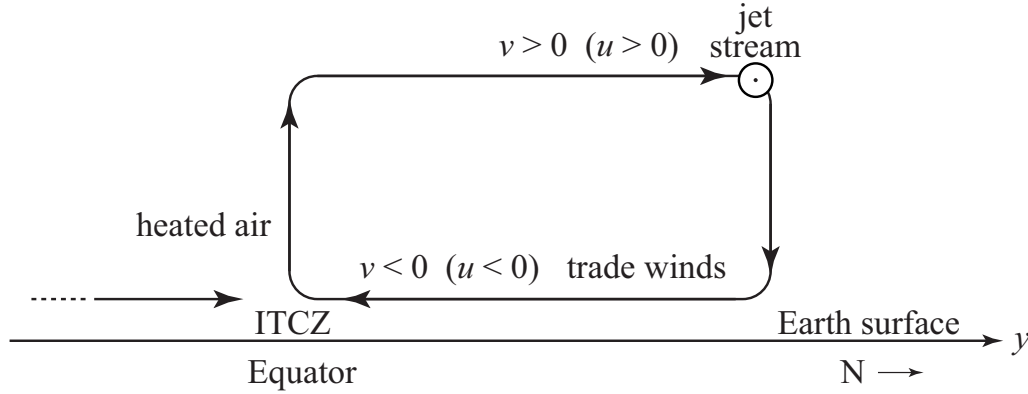 jet
stream
v > 0 (u > 0)
heated air
v < 0 (u < 0) trade winds
ITCZ
Earth surface
y
Equator
N